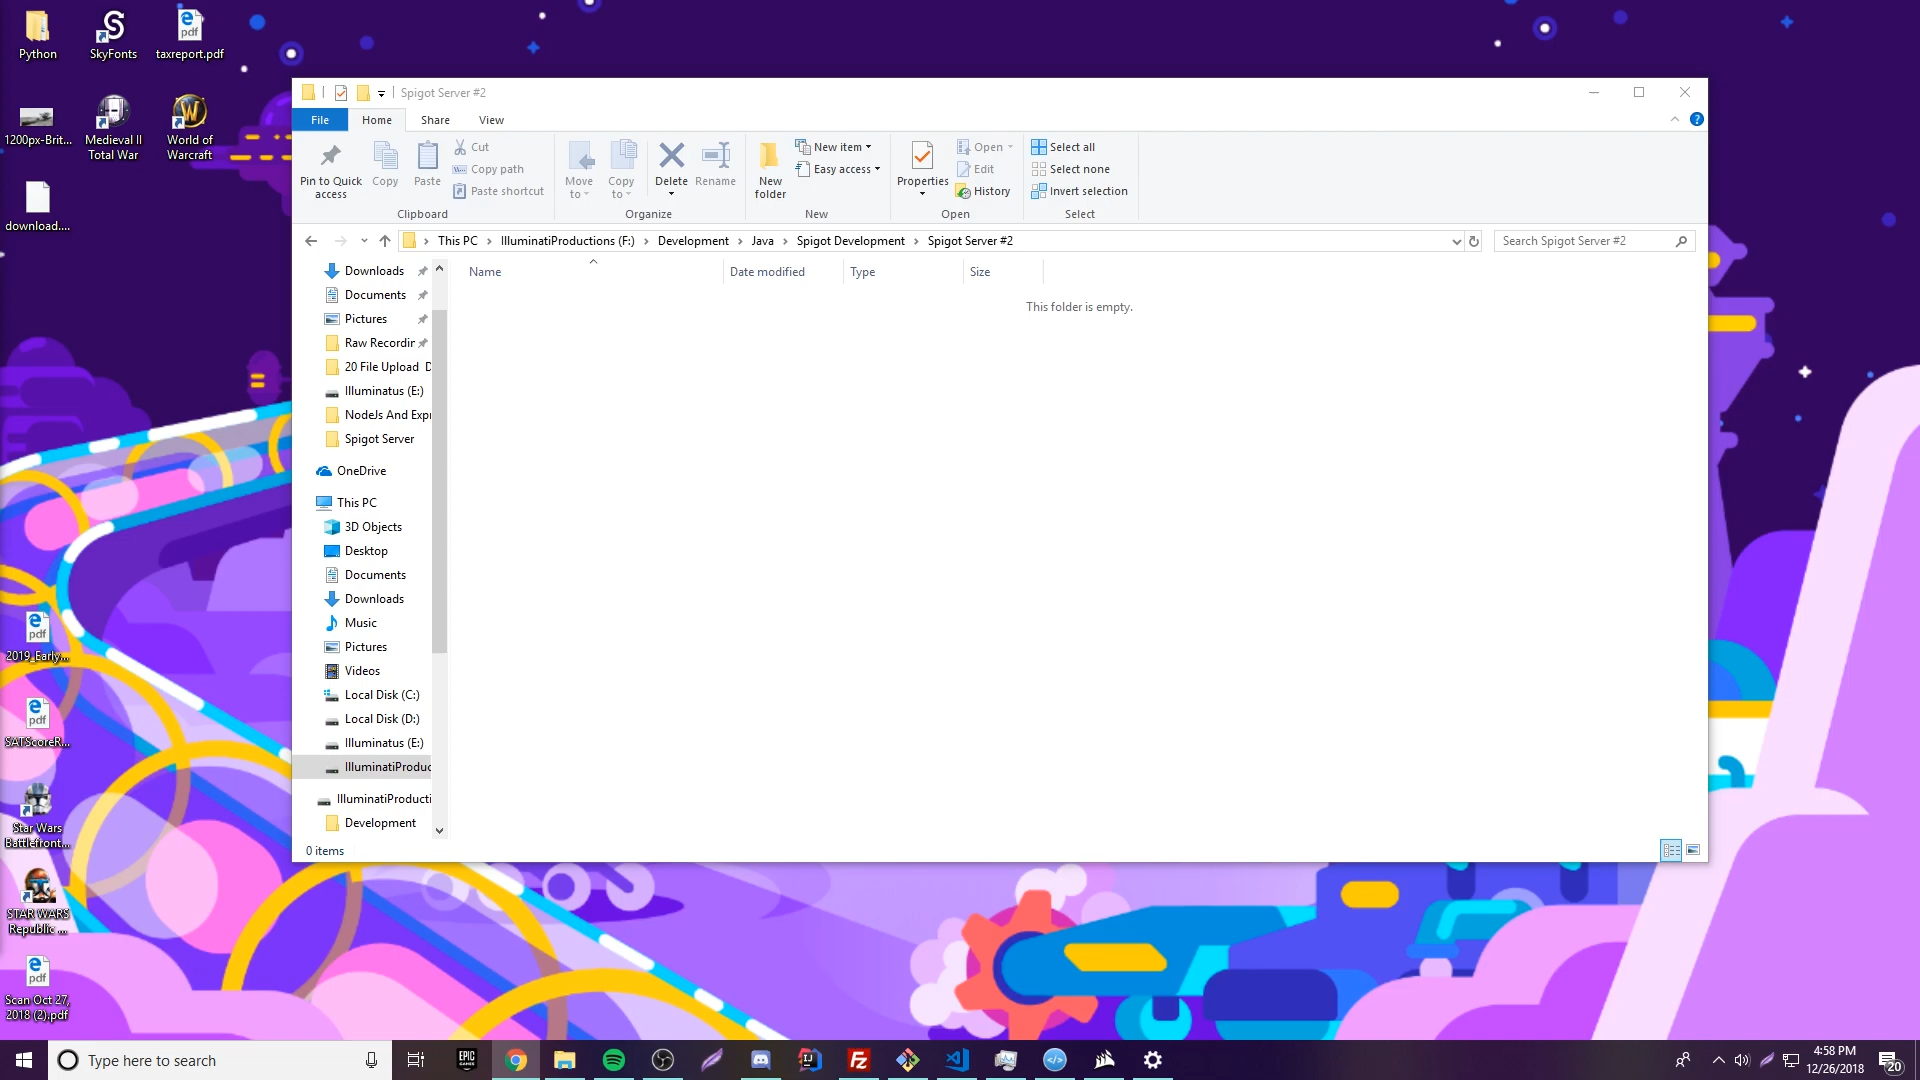 Python
SkyFonts
taxreport.pdf
1200px-Brit...
Medieval II
Total War
World of
Warcraft
download....
2019_Early...
SATScoreR...
Star Wars
Battlefront...
STAR WARS
Republic ...
Scan Oct 27,
2018 (2).pdf
Spigot Server #2
File
Home
Share
View
Pin to Quick
access
Copy
Paste
Cut
Copy path
Paste shortcut
Clipboard
Move
to
Copy
to
Delete
Rename
Organize
New
folder
New item
Easy access
New
Properties
Open
Edit
History
Open
Select all
Select none
Invert selection
Select
This PC
IlluminatiProductions (F:)
Development
Java
Spigot Development
Spigot Server #2
Search Spigot Server #2
Downloads
Documents
Pictures
Raw Recordin
20 File Upload D
Illuminatus (E:)
NodeJs And Expr
Spigot Server
OneDrive
This PC
3D Objects
Desktop
Documents
Downloads
Music
Pictures
Videos
Local Disk (C:)
Local Disk (D:)
Illuminatus (E:)
IlluminatiProduc
IlluminatiProducti
Development
Name
Date modified
Type
Size
This folder is empty.
0 items
Type here to search
EPIC
GAMES
4:58 PM
12/26/2018
20